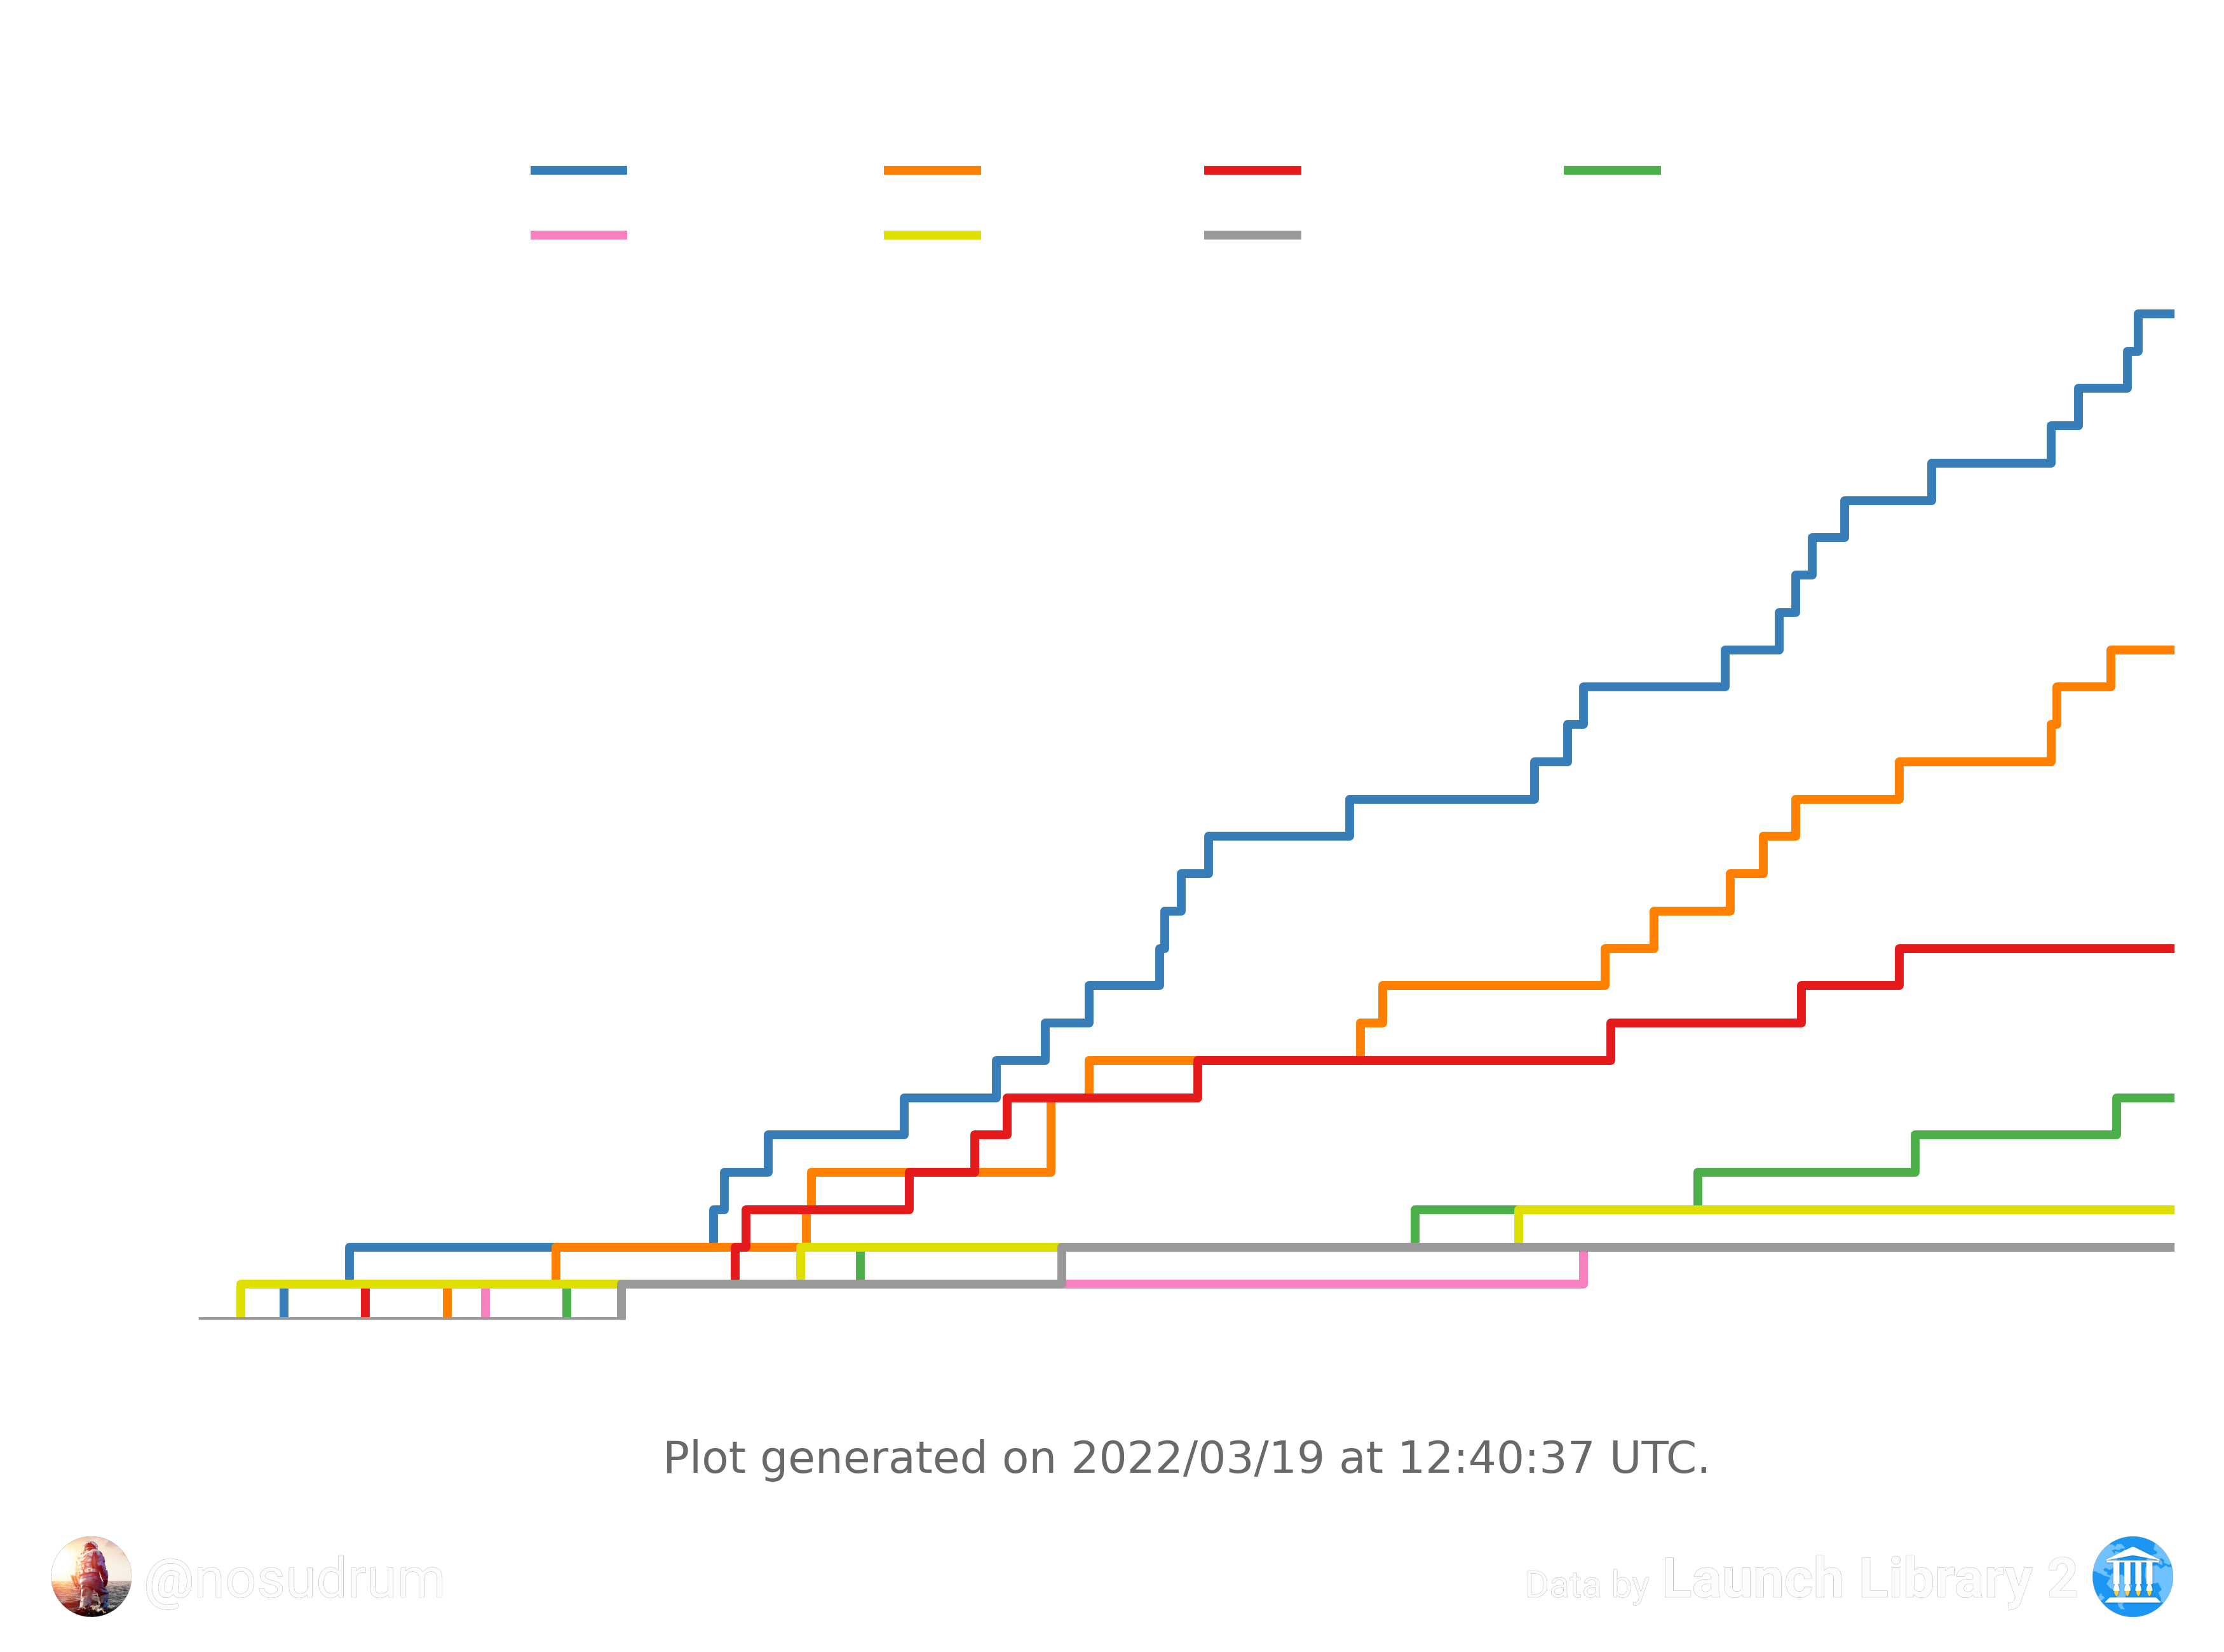 Plot generated on 2022/03/19 at 12:40:37 UTC.
@nosudrum
Data by Launch Library 2